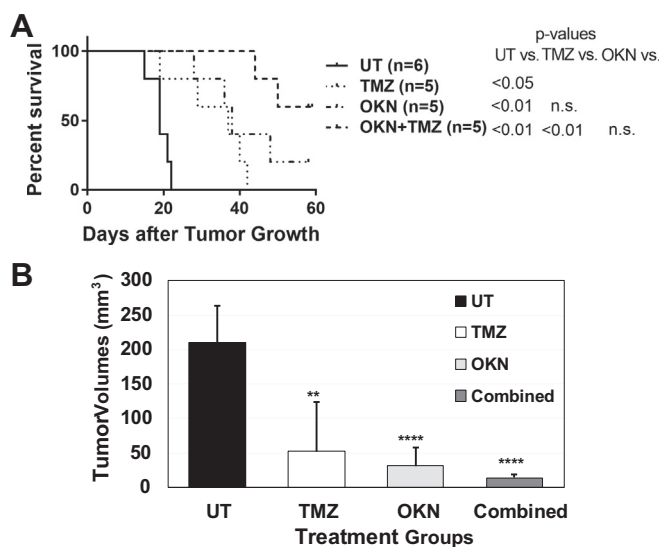 A
p-values
UT vs. TMZ vs. OKN vs.
100
50
0
Percent survival
UT (n=6)
TMZ (n=5)
<0.05
OKN (n=5)
<0.01 n.s.
OKN+TMZ (n=5)
<0.01 <0.01 n.s.
0 20 40 60
Days after Tumor Growth
B
300
250
200
150
100
50
0
TumorVolumes (mm³)
UT
TMZ
OKN
Combined
**
****
****
UT TMZ OKN Combined
Treatment Groups